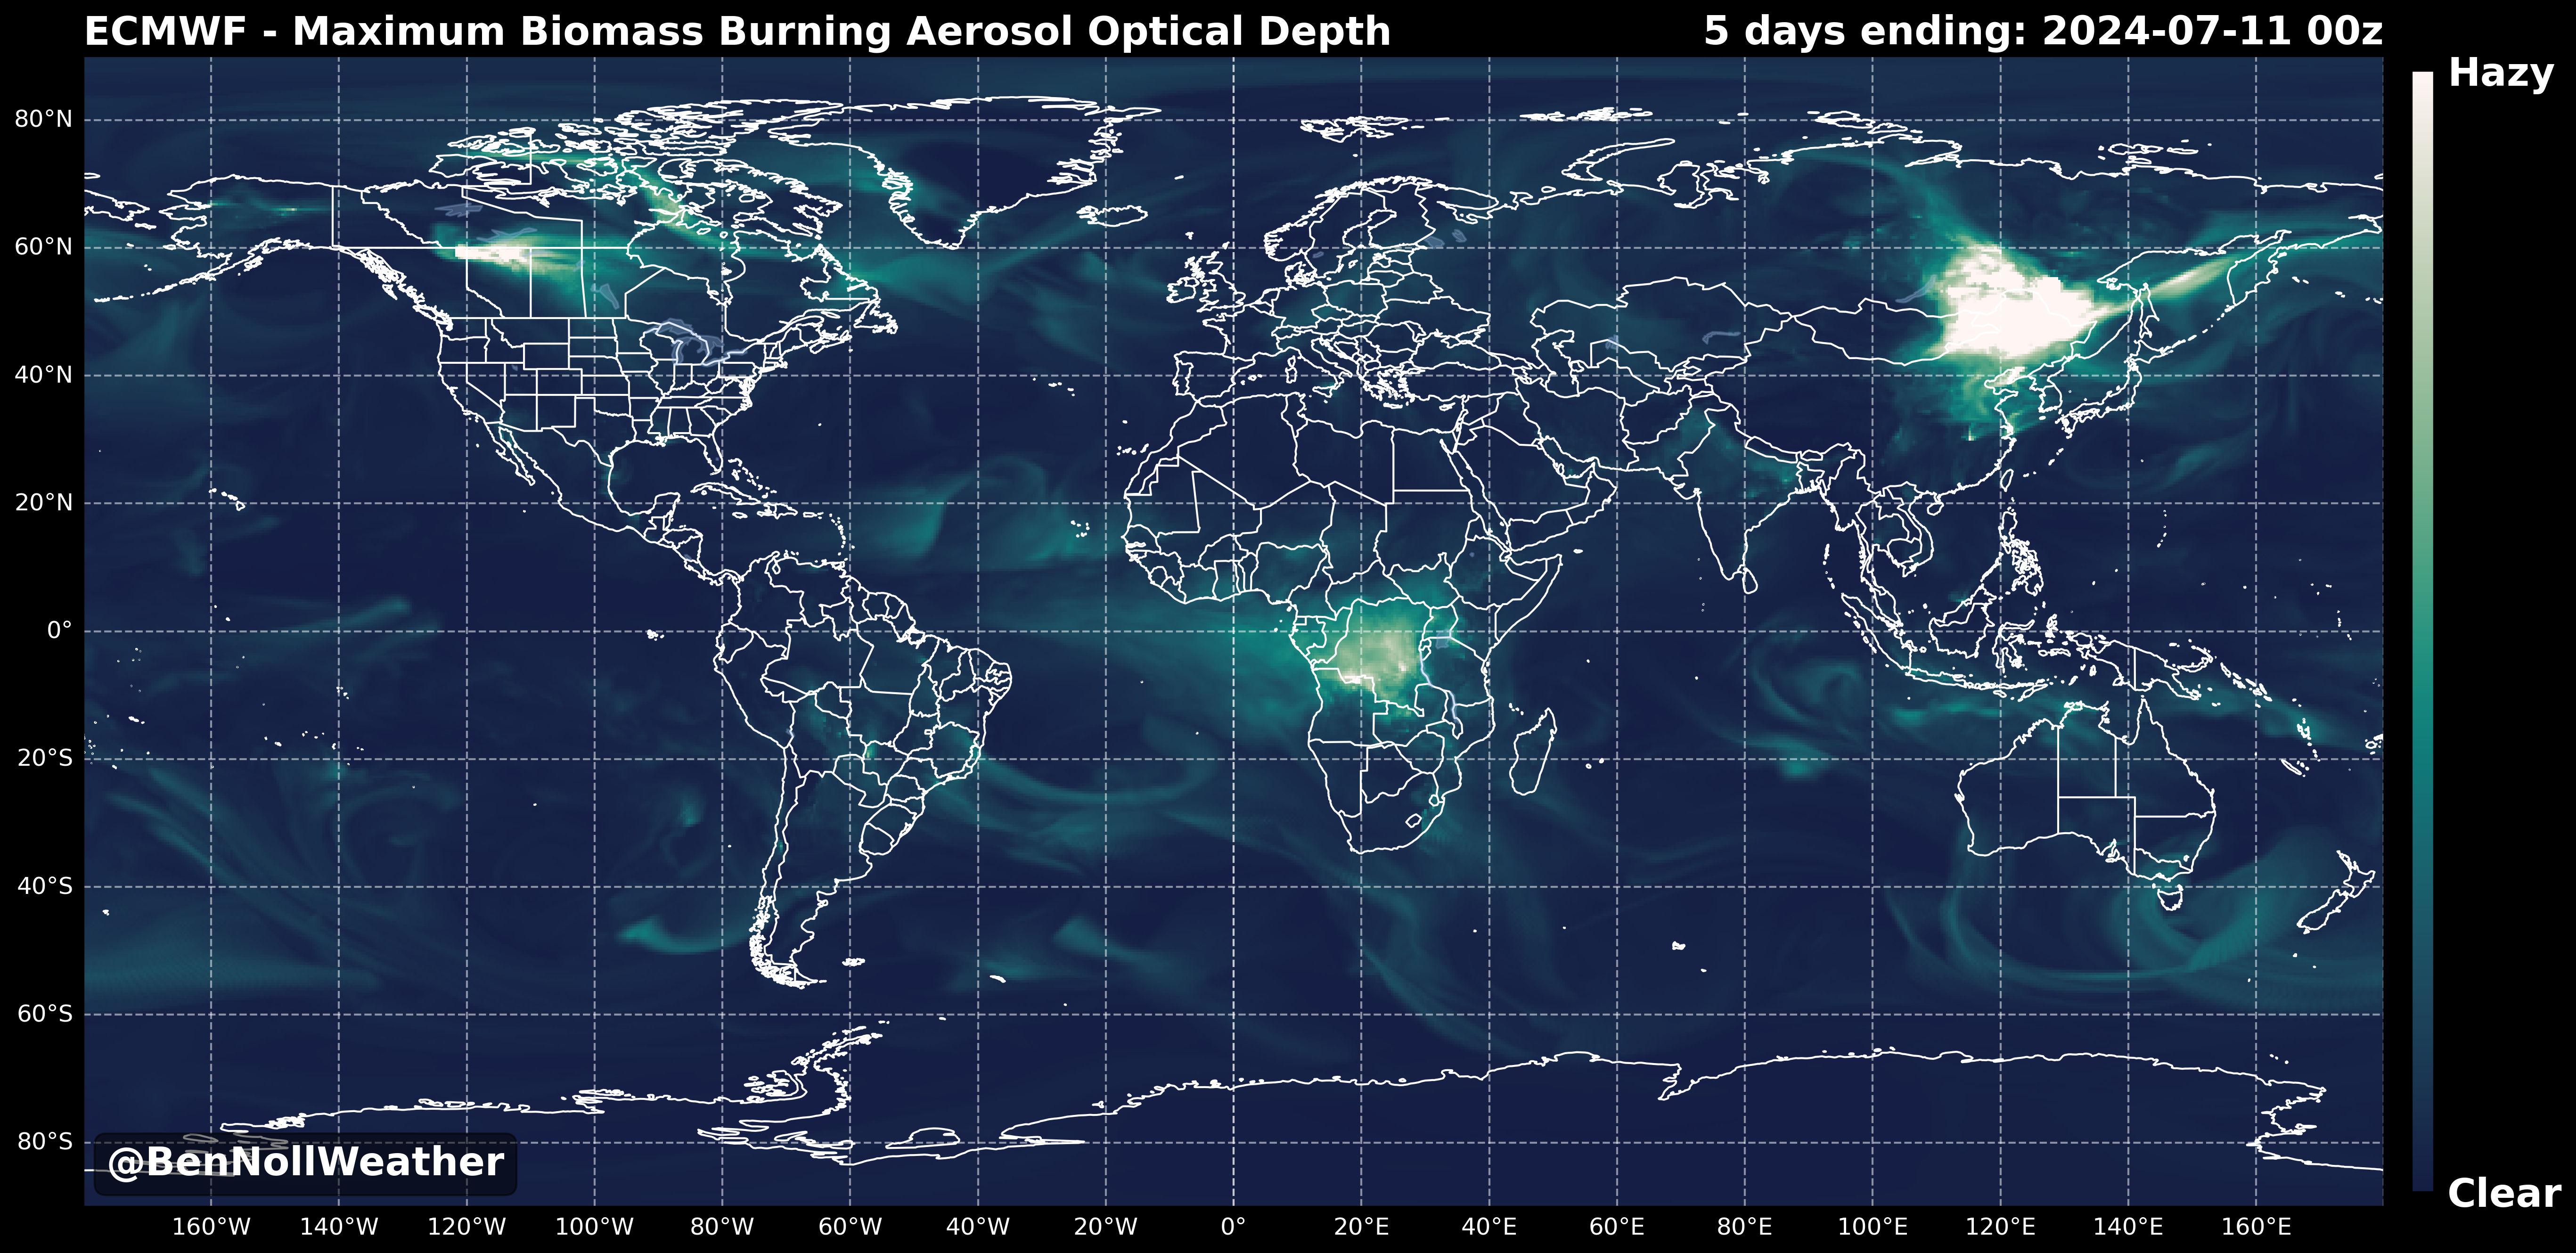 ECMWF - Maximum Biomass Burning Aerosol Optical Depth
5 days ending: 2024-07-11 00z
Hazy
80°N
60°N
40°N
20°N
0°
20°S
40°S
60°S
80°S
@BenNollWeather
Clear
160°W 140°W 120°W 100°W 80°W 60°W 40°W 20°W 0° 20°E 40°E 60°E 80°E 100°E 120°E 140°E 160°E